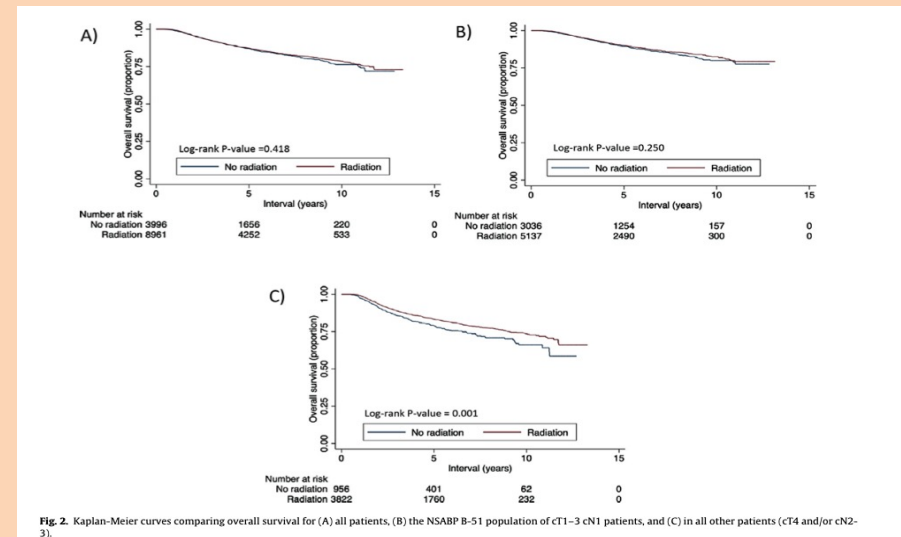 A)
Overall survival (proportion)
1.00
0.75
0.50
0.25
0.00
Log-rank P-value =0.418
No radiation Radiation
0 5 10 15
Interval (years)
Number at risk
No radiation 3996 1656 220 0
Radiation 8961 4252 533 0
B)
Overall survival (proportion)
1.00
0.75
0.50
0.25
0.00
Log-rank P-value =0.250
No radiation Radiation
0 5 10 15
Interval (years)
Number at risk
No radiation 3036 1254 157 0
Radiation 5137 2490 300 0
C)
Overall survival (proportion)
1.00
0.75
0.50
0.25
0.00
Log-rank P-value = 0.001
No radiation Radiation
0 5 10 15
Interval (years)
Number at risk
No radiation 956 401 62 0
Radiation 3822 1760 232 0
Fig. 2. Kaplan-Meier curves comparing overall survival for (A) all patients, (B) the NSABP B-51 population of cT1–3 cN1 patients, and (C) in all other patients (cT4 and/or cN2-
3).